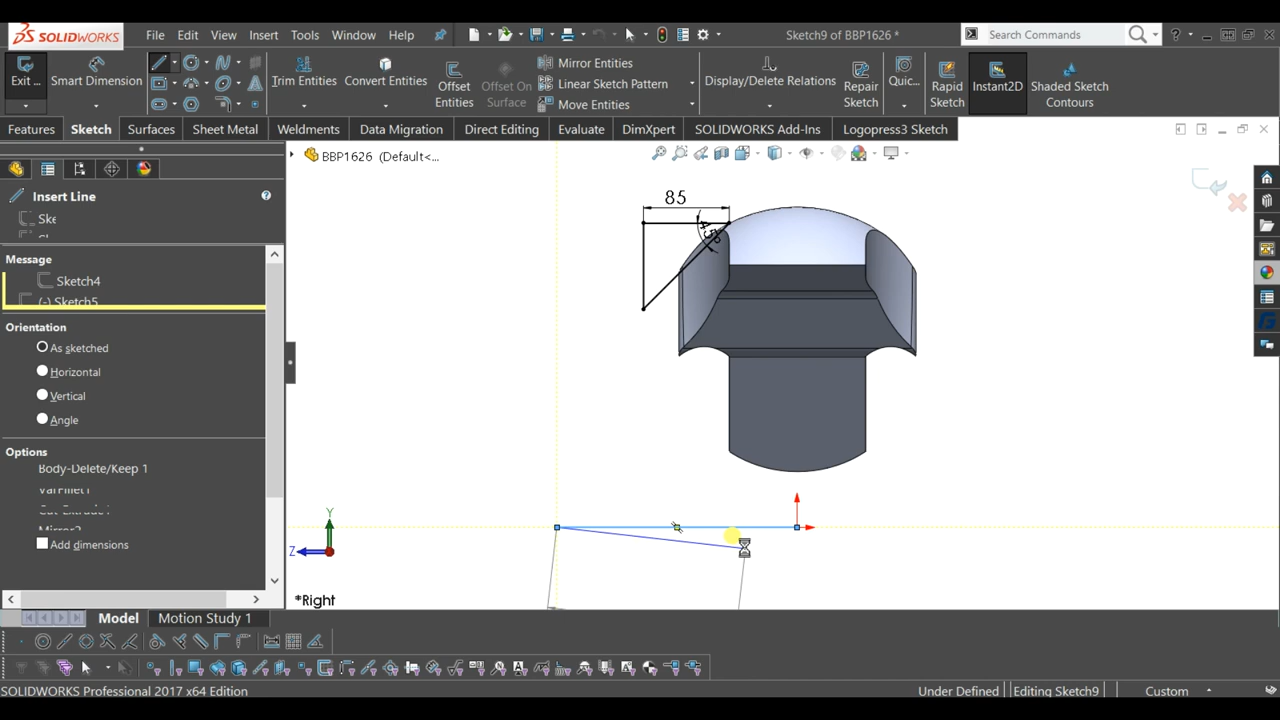 SOLIDWORKS File Edit View Insert Tools Window Help Sketch9 of BBP1626 * Search Commands
Exit ... Smart Dimension Trim Entities Convert Entities Offset Entities Offset On Surface Mirror Entities Linear Sketch Pattern Move Entities Display/Delete Relations Repair Sketch Quic... Rapid Sketch Instant2D Shaded Sketch Contours
Features Sketch Surfaces Sheet Metal Weldments Data Migration Direct Editing Evaluate DimXpert SOLIDWORKS Add-Ins Logopress3 Sketch
BBP1626 (Default<...
Insert Line
Message
Sketch4
(-) Sketch5
Orientation
As sketched
Horizontal
Vertical
Angle
Options
Body-Delete/Keep 1
VarFillet1
Cut-Extrude1
Mirror2
Add dimensions
85
45°
Y
Z
*Right
Model Motion Study 1
SOLIDWORKS Professional 2017 x64 Edition Under Defined Editing Sketch9 Custom